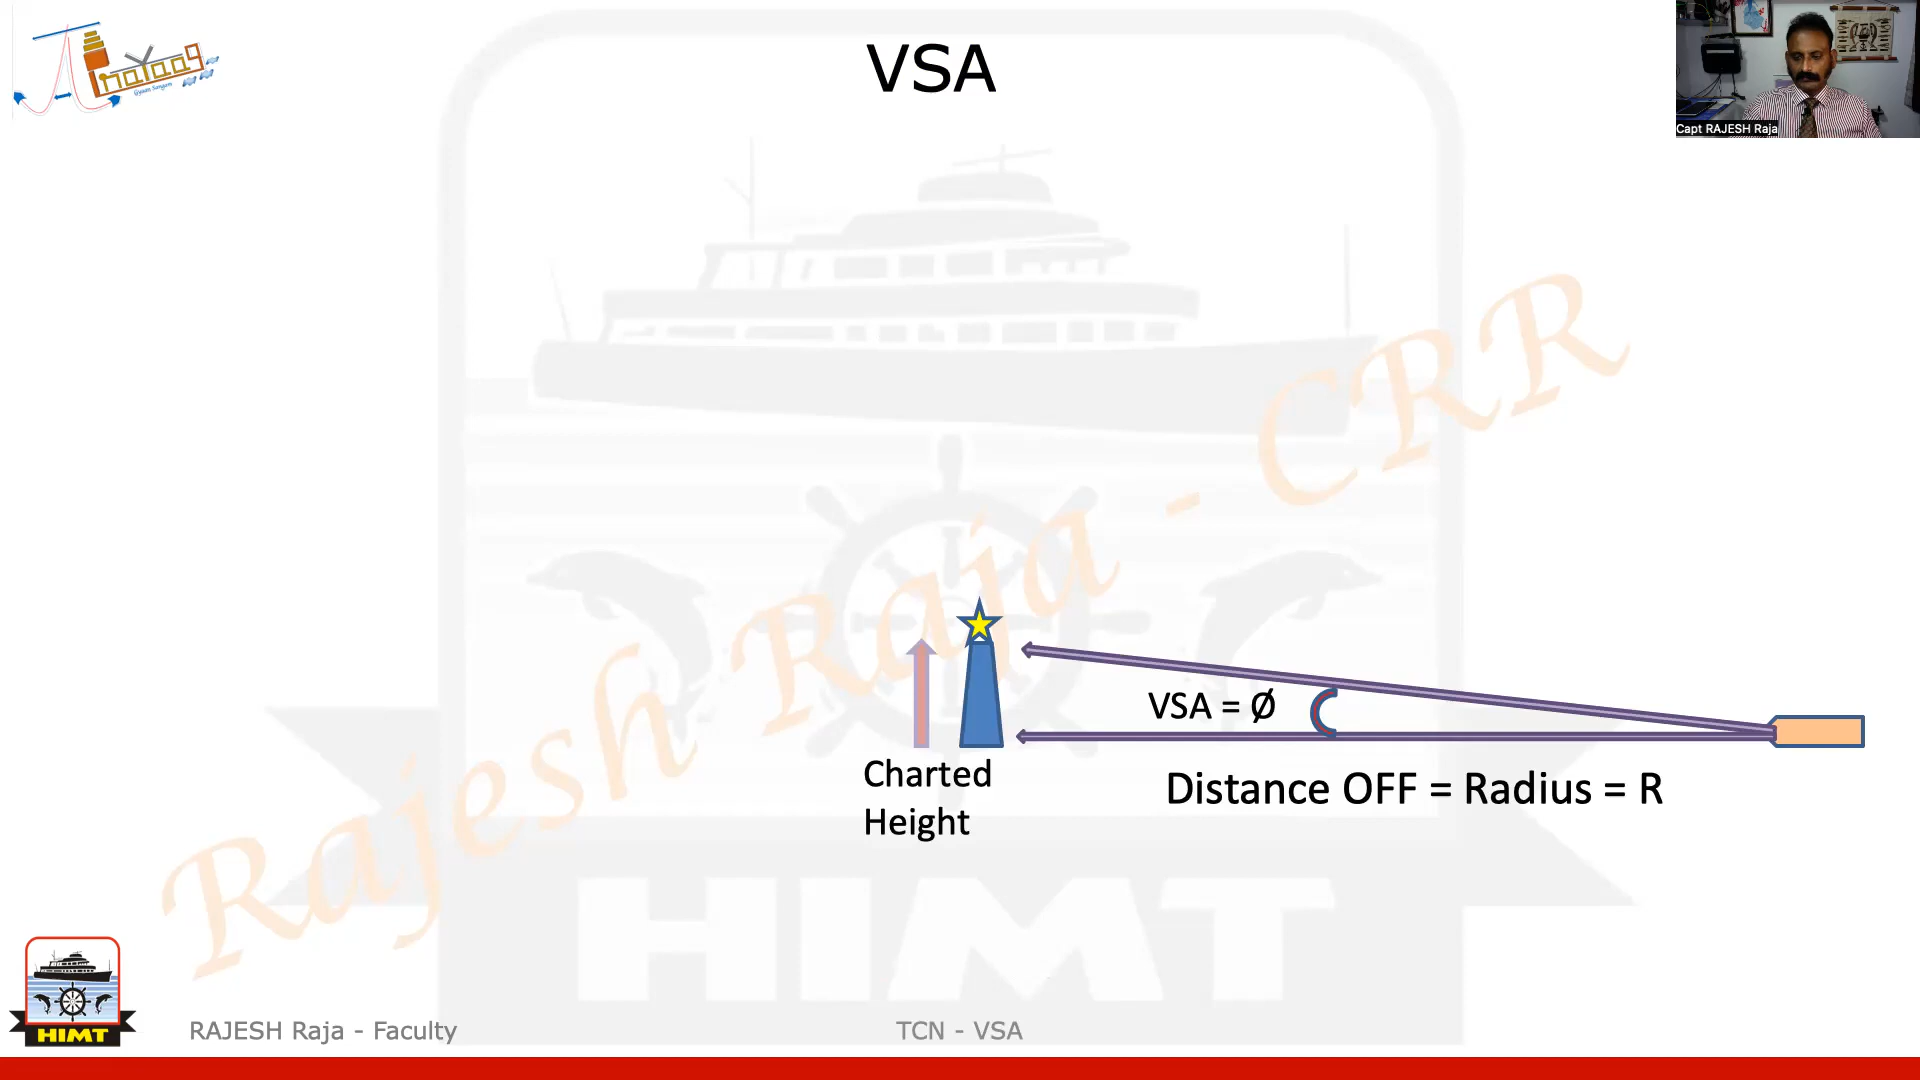 VSA
Capt RAJESH Raja
Rajesh Raja - CRR
VSA = Ø
Charted
Height
Distance OFF = Radius = R
HIMT
HIMT
RAJESH Raja - Faculty
TCN - VSA